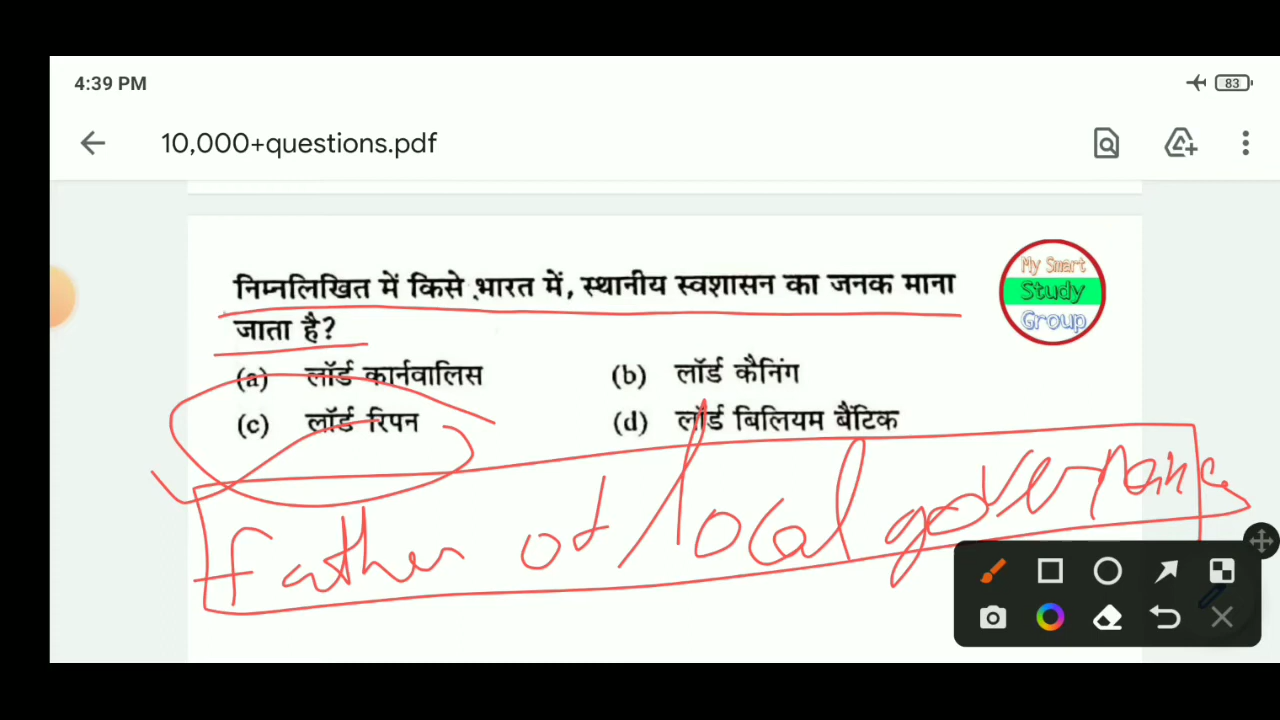 4:39 PM
83
10,000+questions.pdf
निम्नलिखित में किसे भारत में, स्थानीय स्वशासन का जनक माना
जाता है?
My Smart
Study
Group
(a) लॉर्ड कार्नवालिस (b) लॉर्ड कैनिंग
(c) लॉर्ड रिपन (d) लॉर्ड बिलियम बैंटिक
Father of local